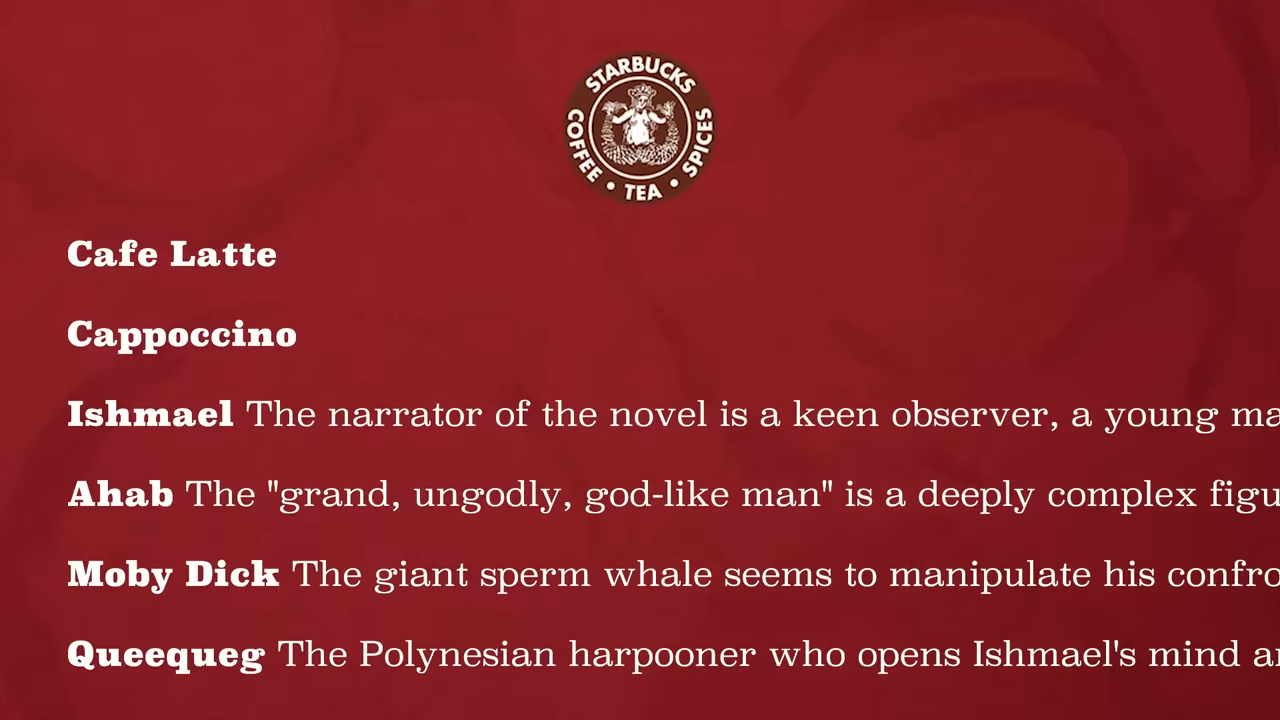 STARBUCKS
COFFEE • TEA • SPICES
Cafe Latte
Cappoccino
Ishmael The narrator of the novel is a keen observer, a young ma
Ahab The "grand, ungodly, god-like man" is a deeply complex figu
Moby Dick The giant sperm whale seems to manipulate his confro
Queequeg The Polynesian harpooner who opens Ishmael's mind a